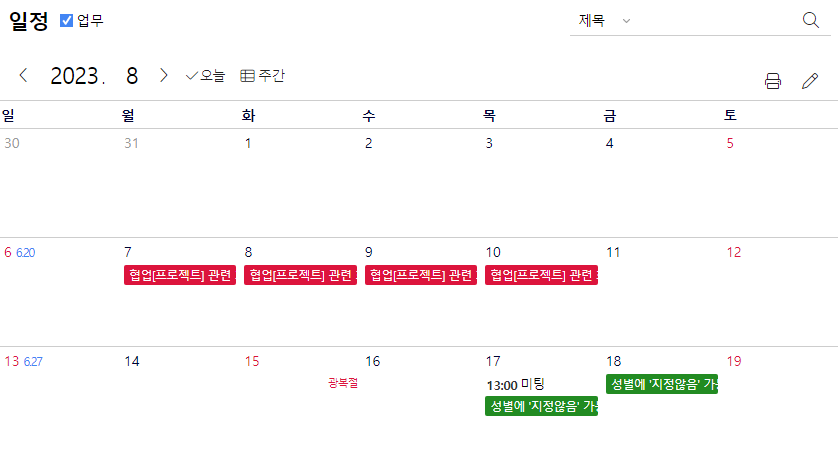 일정 업무 제목
2023. 8 오늘 주간
일 월 화 수 목 금 토
30 31 1 2 3 4 5
6 6.20 7 8 9 10 11 12
협업[프로젝트] 관련 협업[프로젝트] 관련 협업[프로젝트] 관련 협업[프로젝트] 관련
13 6.27 14 15 16 17 18 19
광복절 13:00 미팅 성별에 '지정않음'
성별에 '지정않음'